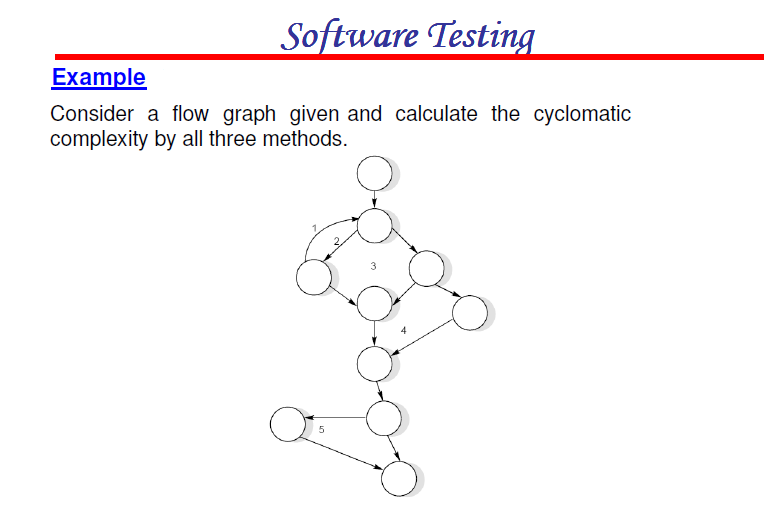 Software Testing
Example
Consider a flow graph given and calculate the cyclomatic
complexity by all three methods.
1
2
3
4
5